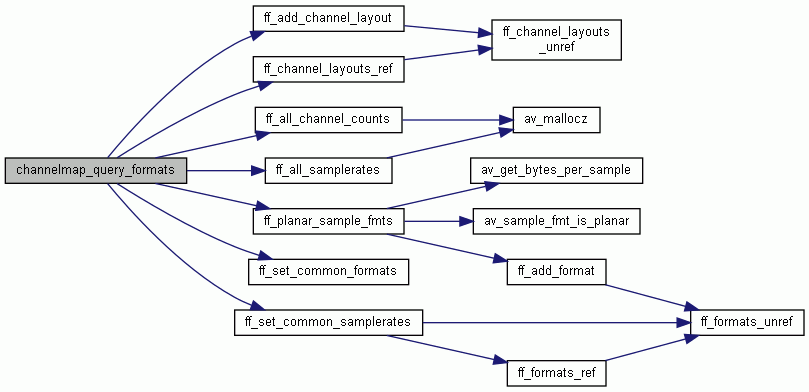 ff_add_channel_layout
ff_channel_layouts
_unref
ff_channel_layouts_ref
ff_all_channel_counts
av_mallocz
channelmap_query_formats
ff_all_samplerates
av_get_bytes_per_sample
ff_planar_sample_fmts
av_sample_fmt_is_planar
ff_set_common_formats
ff_add_format
ff_set_common_samplerates
ff_formats_unref
ff_formats_ref